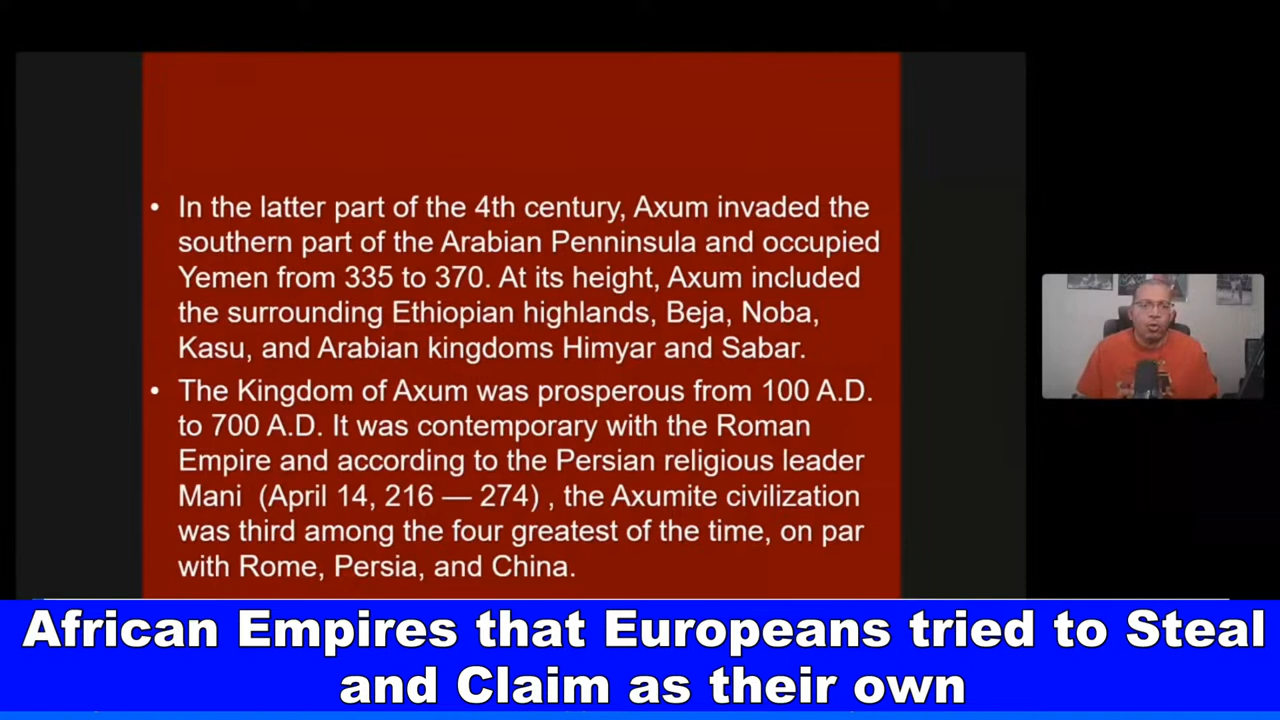 • In the latter part of the 4th century, Axum invaded the
southern part of the Arabian Penninsula and occupied
Yemen from 335 to 370. At its height, Axum included
the surrounding Ethiopian highlands, Beja, Noba,
Kasu, and Arabian kingdoms Himyar and Sabar.
• The Kingdom of Axum was prosperous from 100 A.D.
to 700 A.D. It was contemporary with the Roman
Empire and according to the Persian religious leader
Mani (April 14, 216 — 274) , the Axumite civilization
was third among the four greatest of the time, on par
with Rome, Persia, and China.
African Empires that Europeans tried to Steal
and Claim as their own